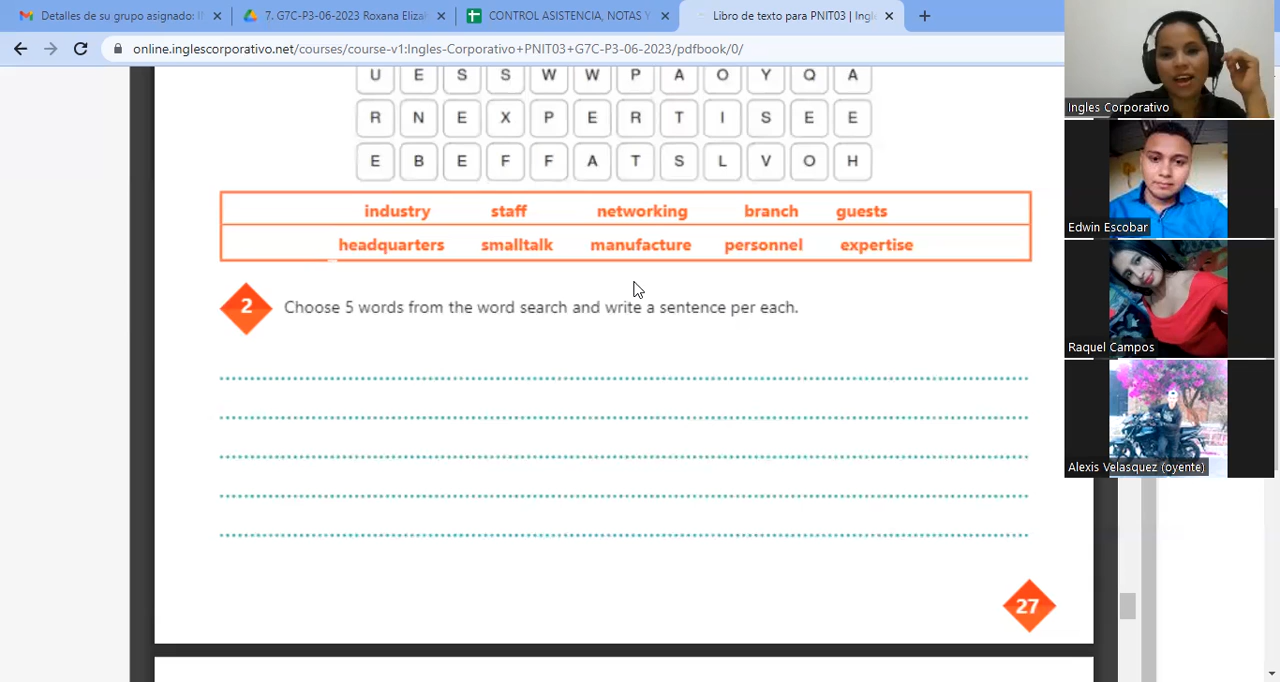 Detalles de su grupo asignado: I
7. G7C-P3-06-2023 Roxana Eliza
CONTROL ASISTENCIA, NOTAS Y
Libro de texto para PNIT03 | Ingl
online.inglescorporativo.net/courses/course-v1:Ingles-Corporativo+PNIT03+G7C-P3-06-2023/pdfbook/0/
U E S S W W P A O Y Q A
I N E X P E R T I S E E
E B E F F A T S L V O H
industry staff networking branch guests
headquarters smalltalk manufacture personnel expertise
2 Choose 5 words from the word search and write a sentence per each.
27
Ingles Corporativo
Edwin Escobar
Raquel Campos
Alexis Velasquez (oyente)